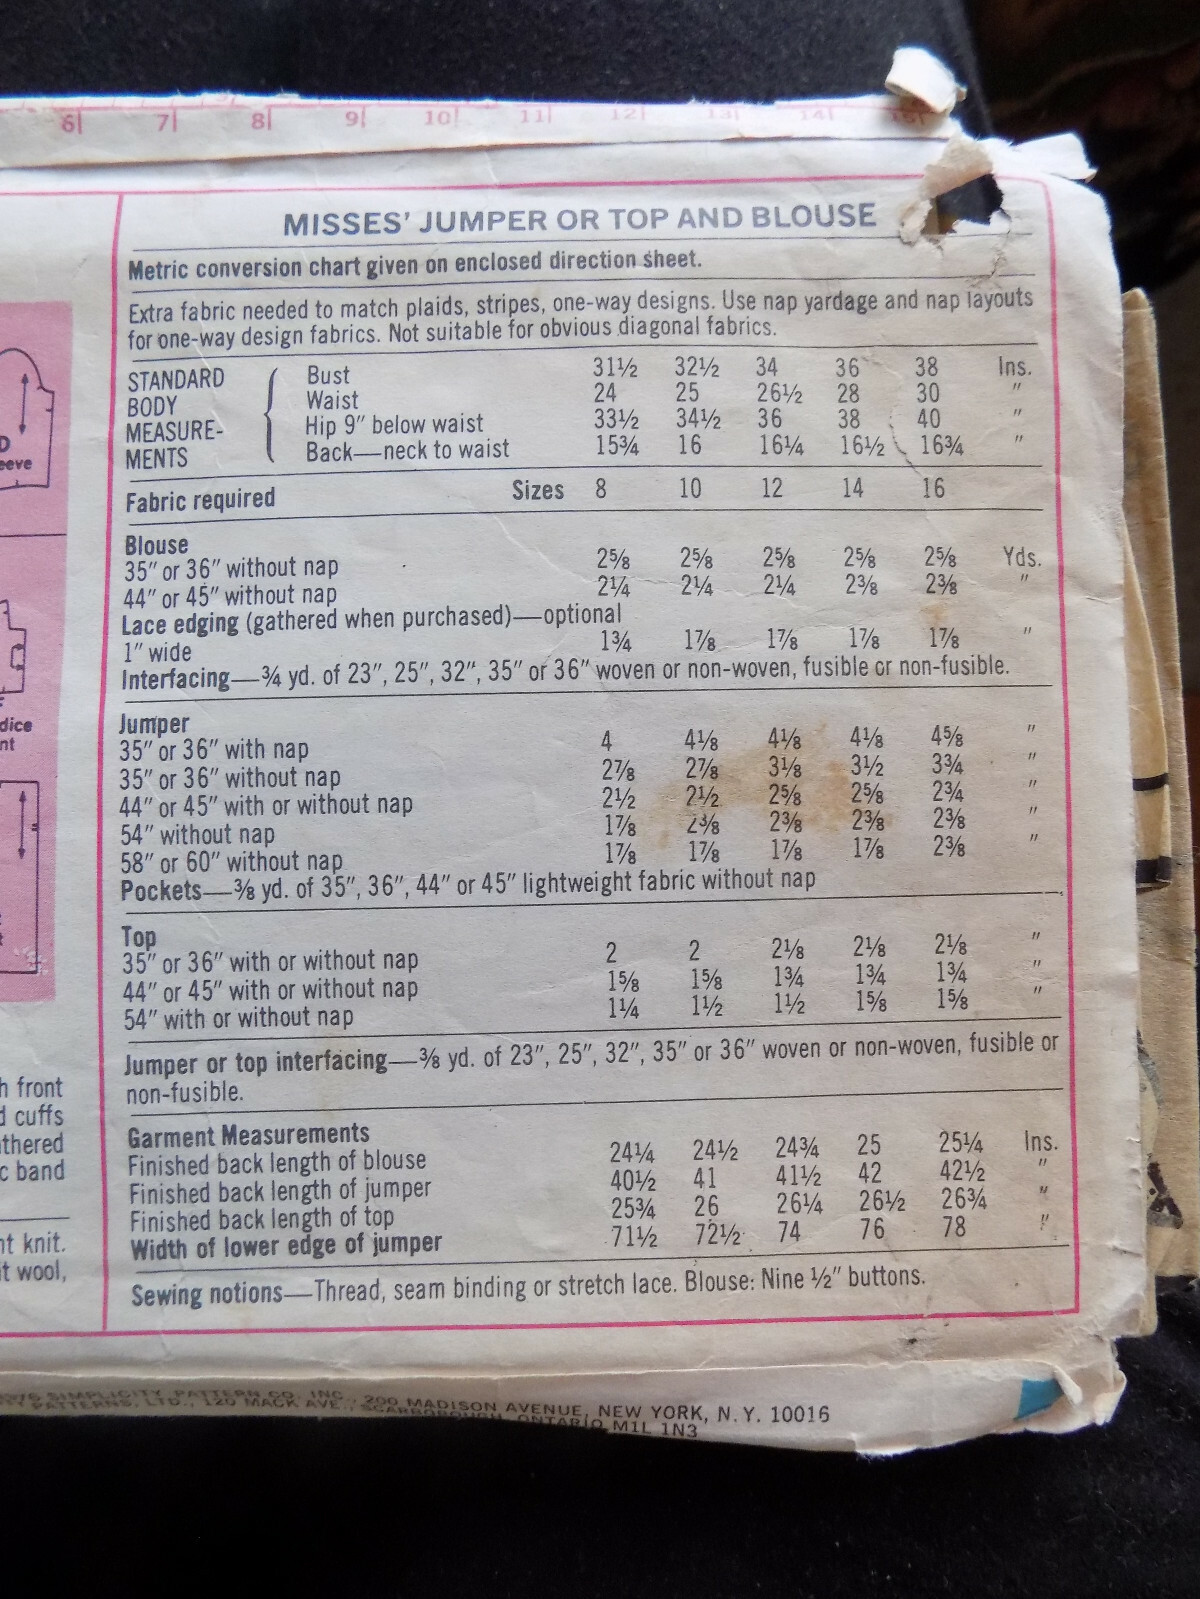 6 7 8 9 10 11 12 13 14 15
MISSES' JUMPER OR TOP AND BLOUSE
Metric conversion chart given on enclosed direction sheet.
Extra fabric needed to match plaids, stripes, one-way designs. Use nap yardage and nap layouts
for one-way design fabrics. Not suitable for obvious diagonal fabrics.
STANDARD BODY MEASURE-MENTS
Bust 31½ 32½ 34 36 38 Ins.
Waist 24 25 26½ 28 30 "
Hip 9" below waist 33½ 34½ 36 38 40 "
Back—neck to waist 15¾ 16 16¼ 16½ 16¾ "
Fabric required Sizes 8 10 12 14 16
Blouse
35" or 36" without nap 2⅝ 2⅝ 2⅝ 2⅝ 2⅝ Yds.
44" or 45" without nap 2¼ 2¼ 2¼ 2⅜ 2⅜ "
Lace edging (gathered when purchased)—optional
1" wide 1¾ 1⅞ 1⅞ 1⅞ 1⅞ "
Interfacing—¾ yd. of 23", 25", 32", 35" or 36" woven or non-woven, fusible or non-fusible.
Jumper
35" or 36" with nap 4 4⅛ 4⅛ 4⅛ 4⅝ "
35" or 36" without nap 2⅞ 2⅞ 3⅛ 3½ 3¾ "
44" or 45" with or without nap 2½ 2½ 2⅝ 2⅝ 2¾ "
54" without nap 1⅞ 2⅜ 2⅜ 2⅜ 2⅜ "
58" or 60" without nap 1⅞ 1⅞ 1⅞ 1⅞ 2⅜ "
Pockets—⅜ yd. of 35", 36", 44" or 45" lightweight fabric without nap
Top
35" or 36" with or without nap 2 2 2⅛ 2⅛ 2⅛ "
44" or 45" with or without nap 1⅝ 1⅝ 1¾ 1¾ 1¾ "
54" with or without nap 1¼ 1½ 1½ 1⅝ 1⅝ "
Jumper or top interfacing—⅜ yd. of 23", 25", 32", 35" or 36" woven or non-woven, fusible or
non-fusible.
Garment Measurements
Finished back length of blouse 24¼ 24½ 24¾ 25 25¼ Ins.
Finished back length of jumper 40½ 41 41½ 42 42½ "
Finished back length of top 25¾ 26 26¼ 26½ 26¾ "
Width of lower edge of jumper 71½ 72½ 74 76 78 "
Sewing notions—Thread, seam binding or stretch lace. Blouse: Nine ½" buttons.
D
eeve
dice
nt
h front
d cuffs
thered
c band
nt knit.
t wool,
SIMPLICITY PATTERN CO. INC., 200 MADISON AVENUE, NEW YORK, N.Y. 10016
PATTERNS, LTD., 120 MACK AVE., SCARBOROUGH, ONTARIO M1L 1N3